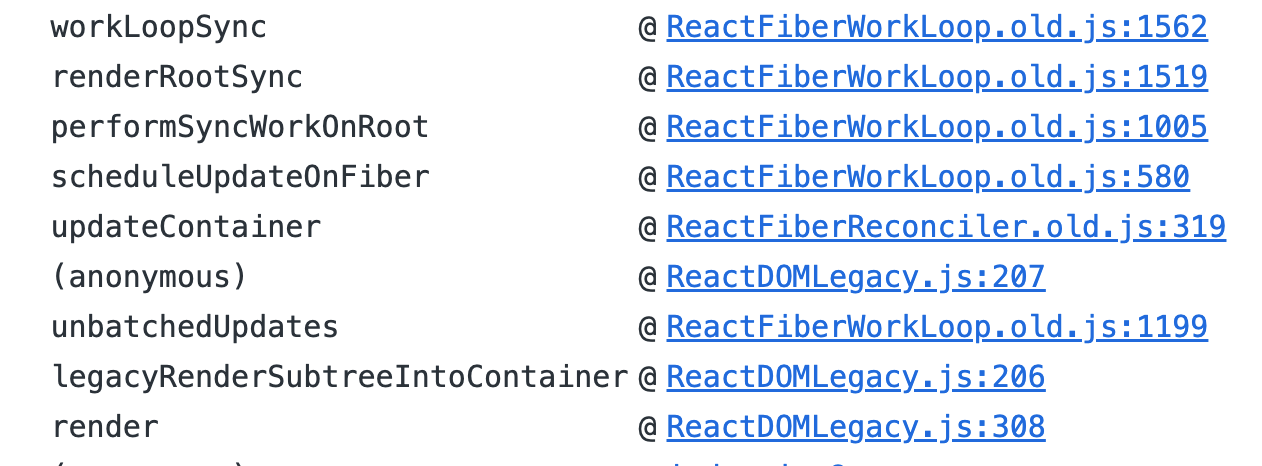 workLoopSync @ ReactFiberWorkLoop.old.js:1562
renderRootSync @ ReactFiberWorkLoop.old.js:1519
performSyncWorkOnRoot @ ReactFiberWorkLoop.old.js:1005
scheduleUpdateOnFiber @ ReactFiberWorkLoop.old.js:580
updateContainer @ ReactFiberReconciler.old.js:319
(anonymous) @ ReactDOMLegacy.js:207
unbatchedUpdates @ ReactFiberWorkLoop.old.js:1199
legacyRenderSubtreeIntoContainer @ ReactDOMLegacy.js:206
render @ ReactDOMLegacy.js:308